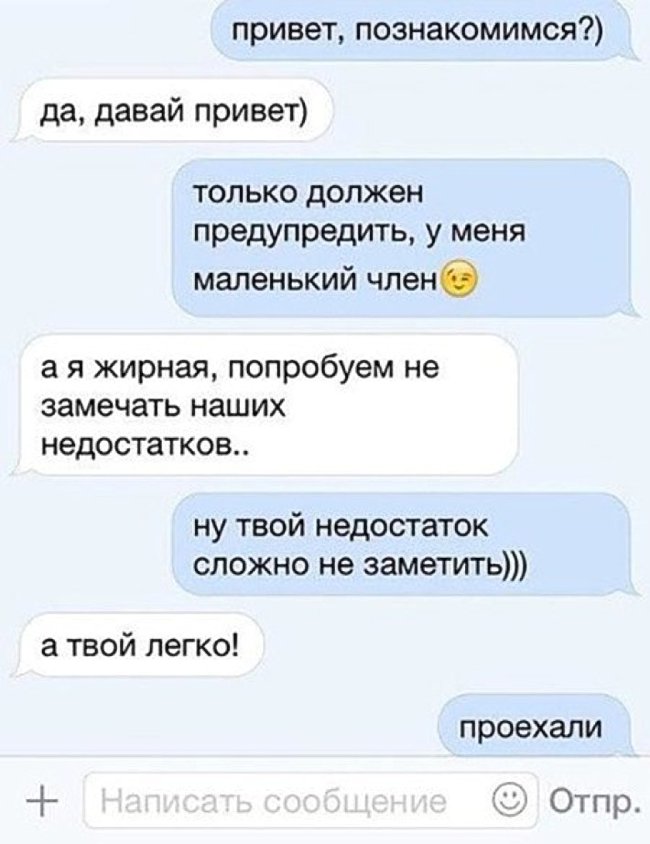 привет, познакомимся?)
да, давай привет)
только должен
предупредить, у меня
маленький член😉
а я жирная, попробуем не
замечать наших
недостатков..
ну твой недостаток
сложно не заметить)))
а твой легко!
проехали
+ Написать сообщение Отпр.